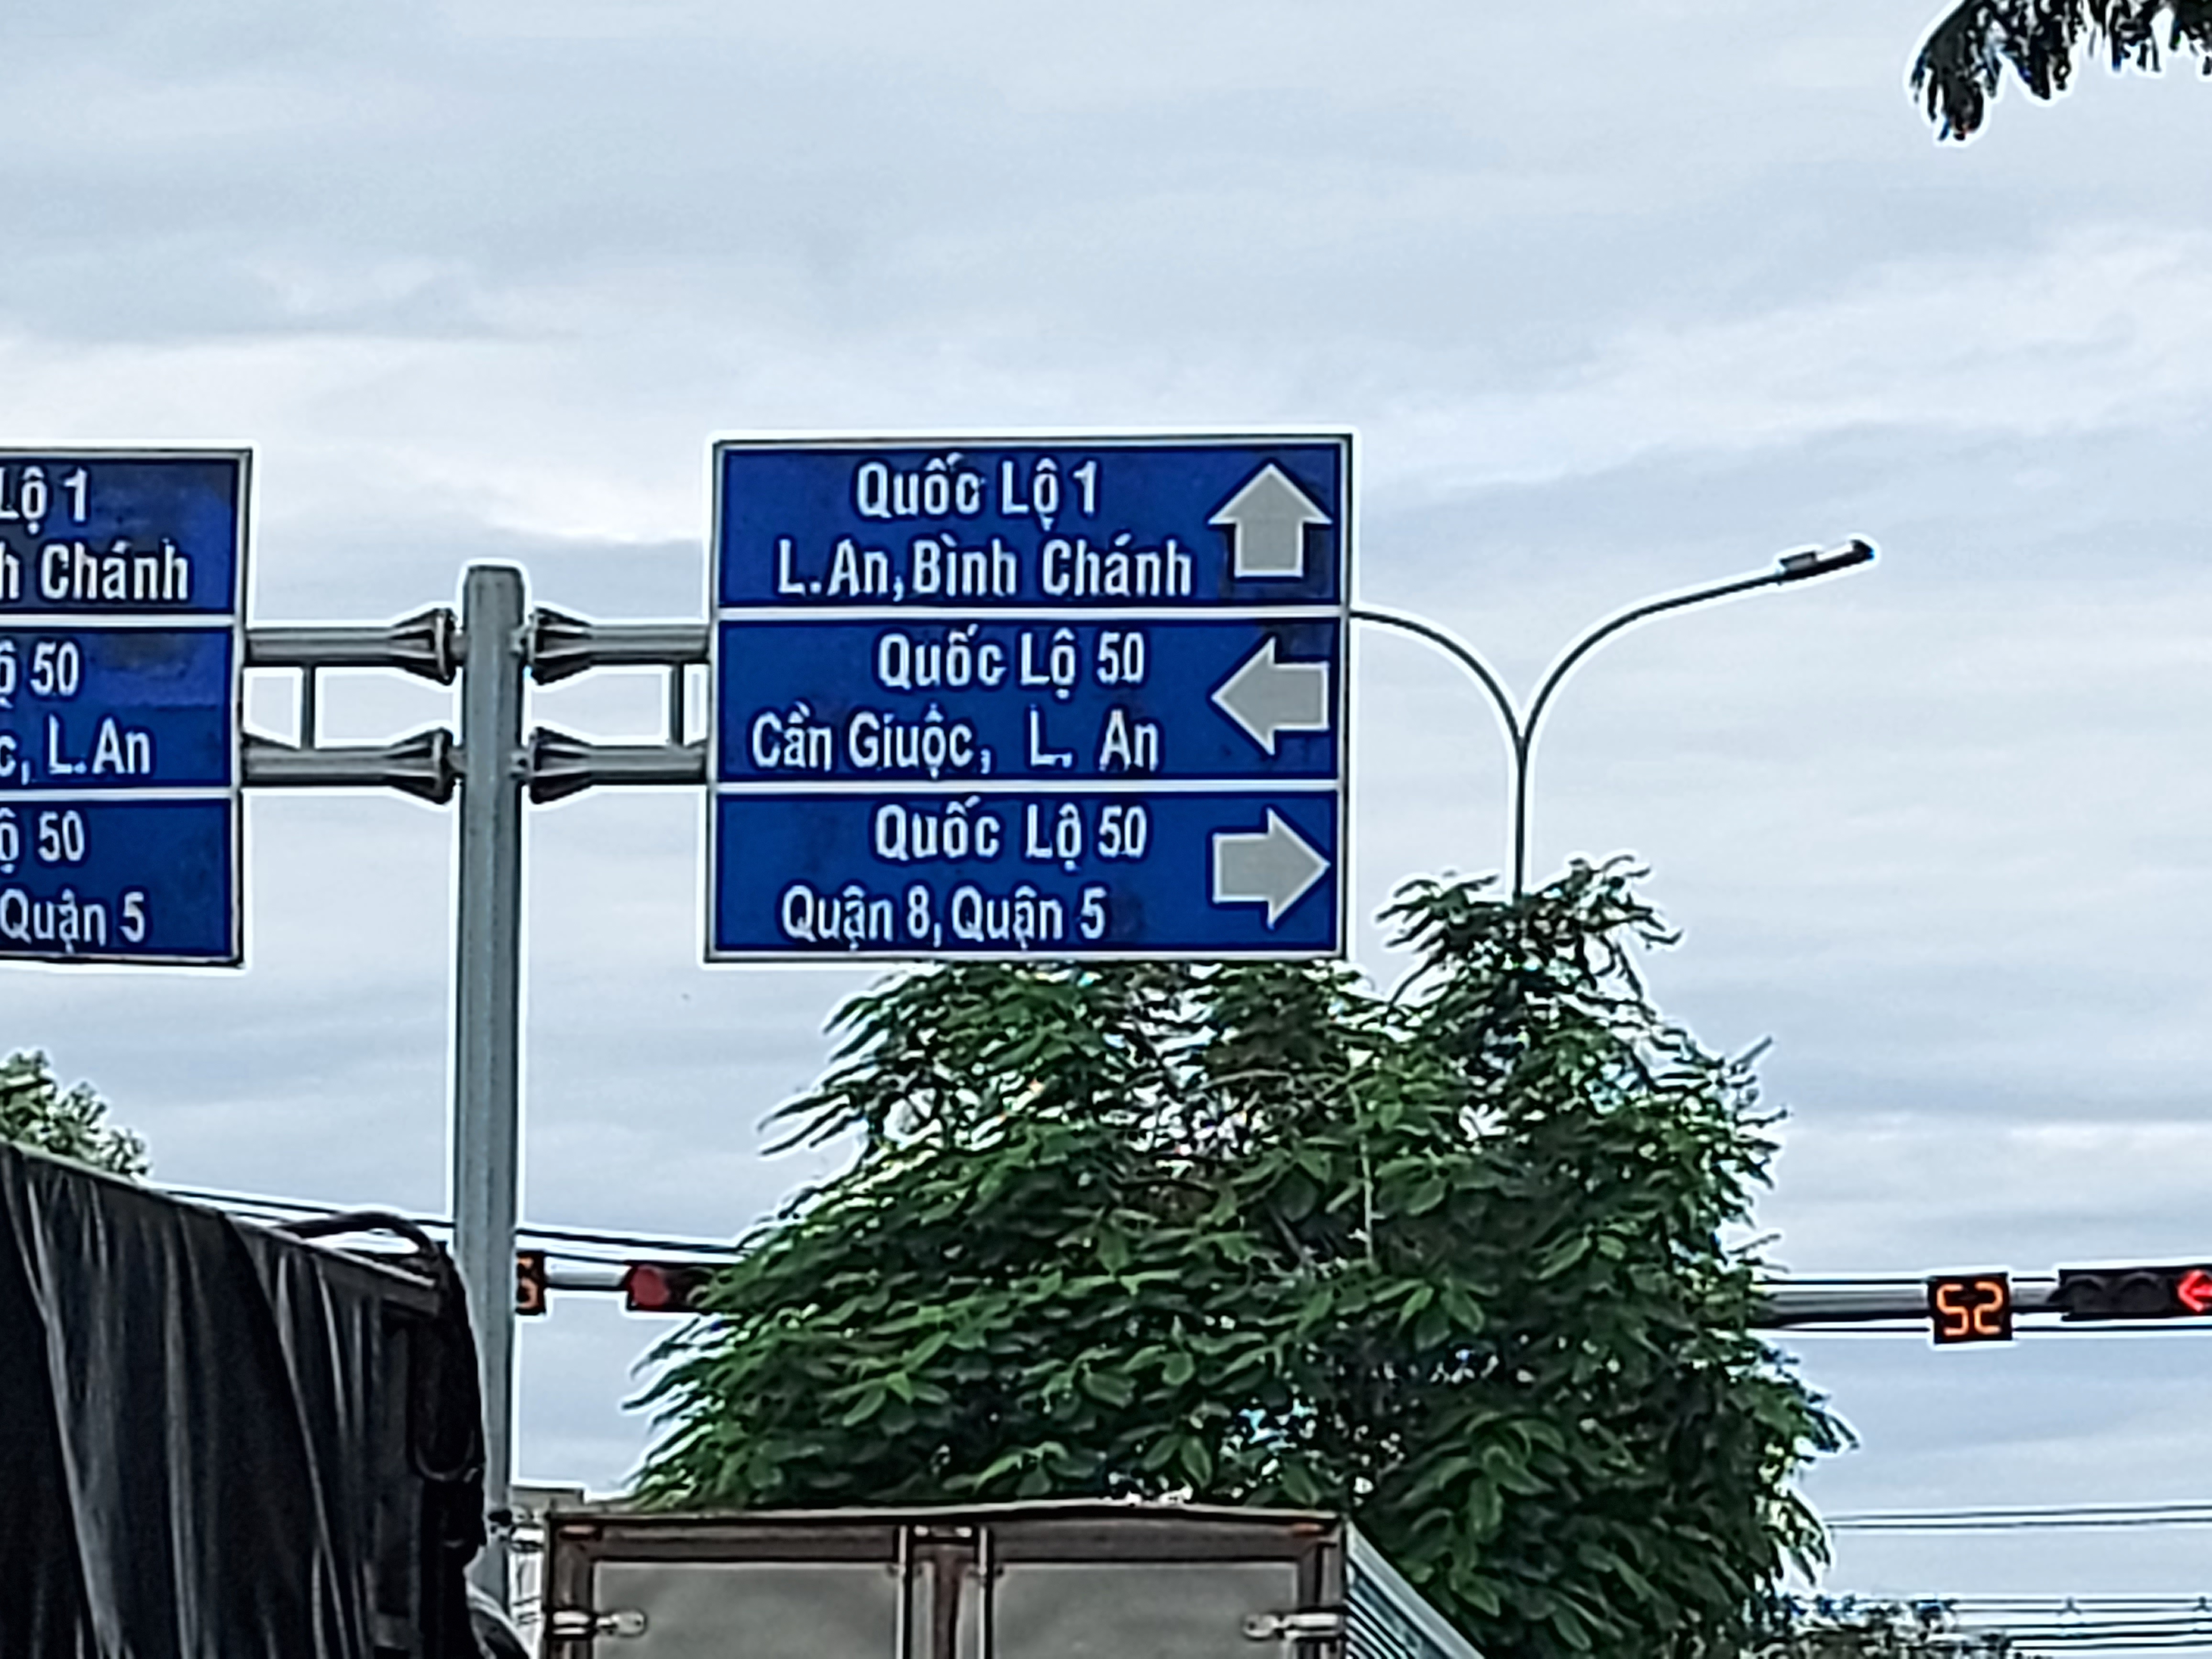 Lộ 1
Chánh
50
L.An
50
Quận 5
Quốc Lộ 1
L.An, Bình Chánh
Quốc Lộ 50
Cần Giuộc, L. An
Quốc Lộ 50
Quận 8, Quận 5
52